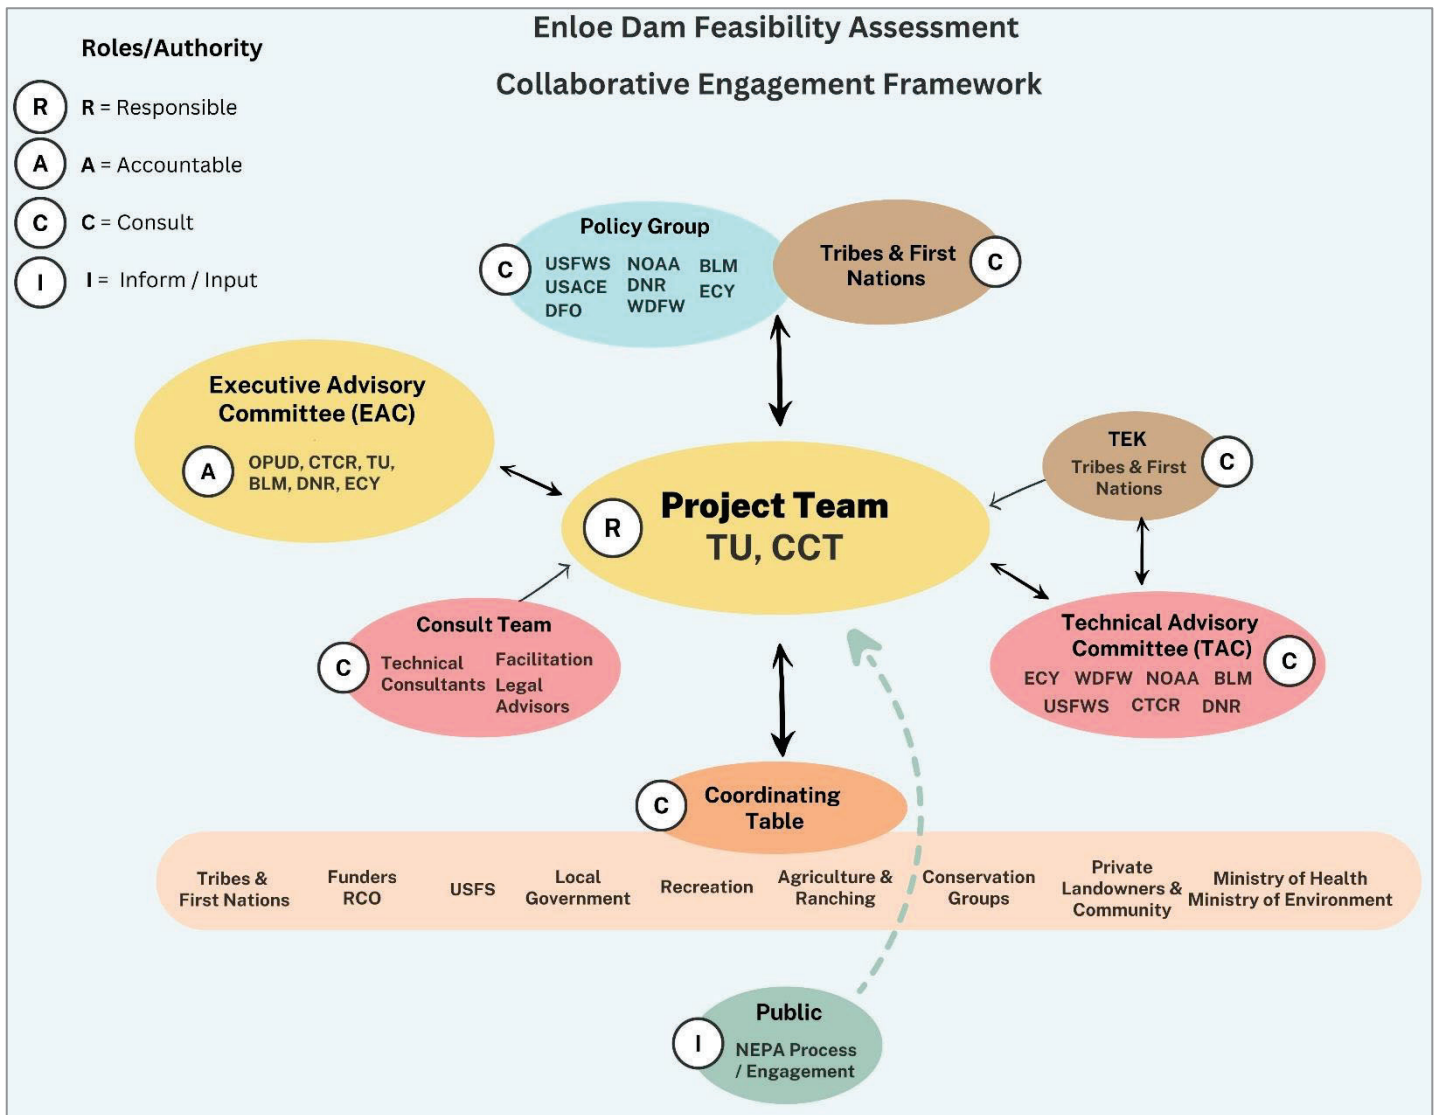 Enloe Dam Feasibility Assessment
Collaborative Engagement Framework
Roles/Authority
R R = Responsible
A A = Accountable
C C = Consult
I I = Inform / Input
Policy Group
C
USFWS NOAA BLM
USACE DNR ECY
DFO WDFW
Tribes & First
Nations
C
Executive Advisory
Committee (EAC)
A
OPUD, CTCR, TU,
BLM, DNR, ECY
TEK
Tribes & First
Nations
C
R
Project Team
TU, CCT
Consult Team
C
Technical
Consultants
Facilitation
Legal
Advisors
Technical Advisory
Committee (TAC)
C
ECY WDFW NOAA BLM
USFWS CTCR DNR
C
Coordinating
Table
Tribes &
First Nations
Funders
RCO
USFS
Local
Government
Recreation
Agriculture &
Ranching
Conservation
Groups
Private
Landowners &
Community
Ministry of Health
Ministry of Environment
Public
I
NEPA Process
/ Engagement